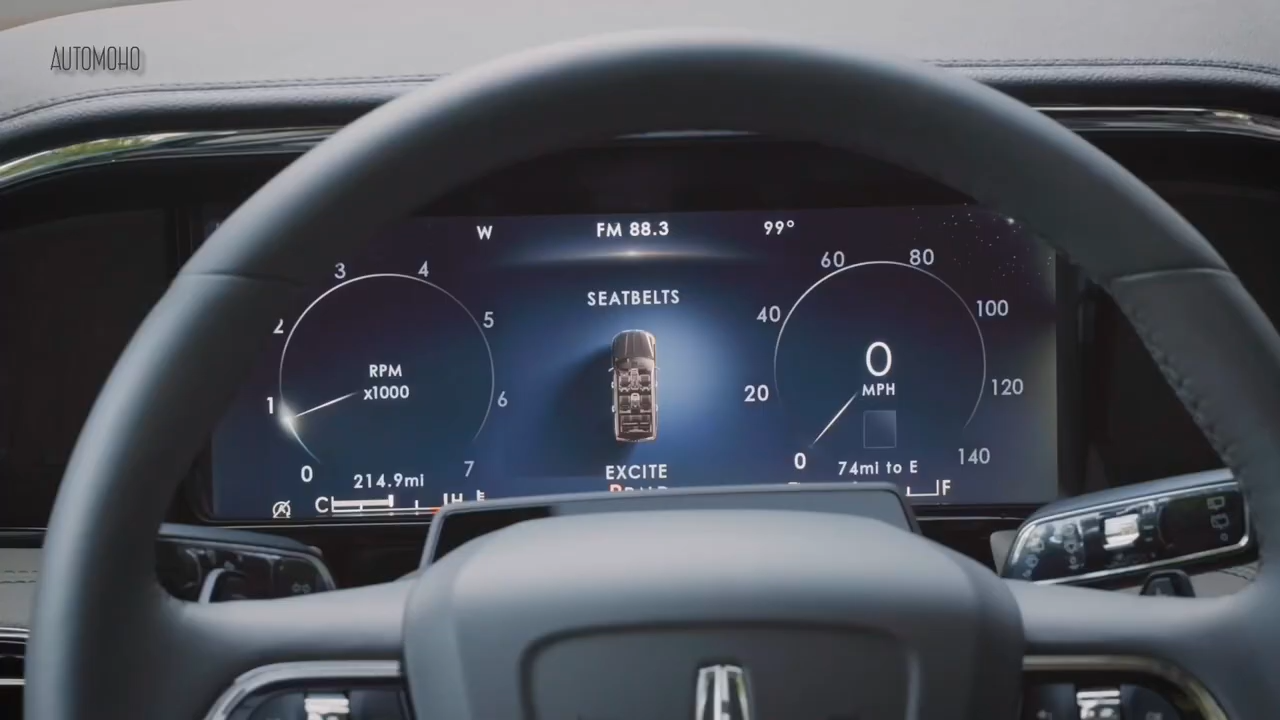 AUTOMOHO
W
FM 88.3
99°
SEATBELTS
3
4
2
5
1
6
0
7
RPM
x1000
214.9mi
C
H
EXCITE
60
80
40
100
20
120
0
140
0
MPH
74mi to E
F